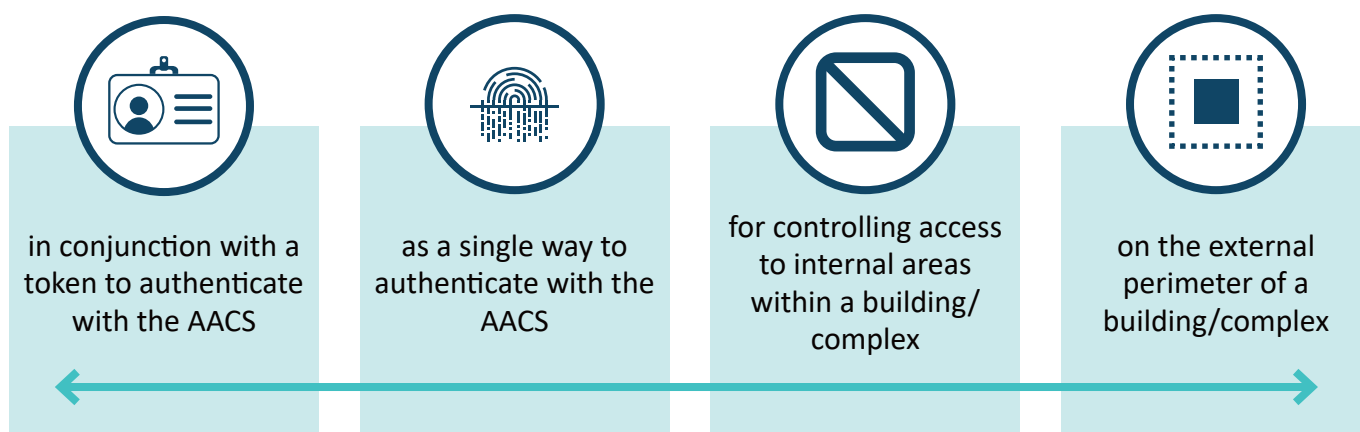 in conjunction with a
token to authenticate
with the AACS
as a single way to
authenticate with the
AACS
for controlling access
to internal areas
within a building/
complex
on the external
perimeter of a
building/complex